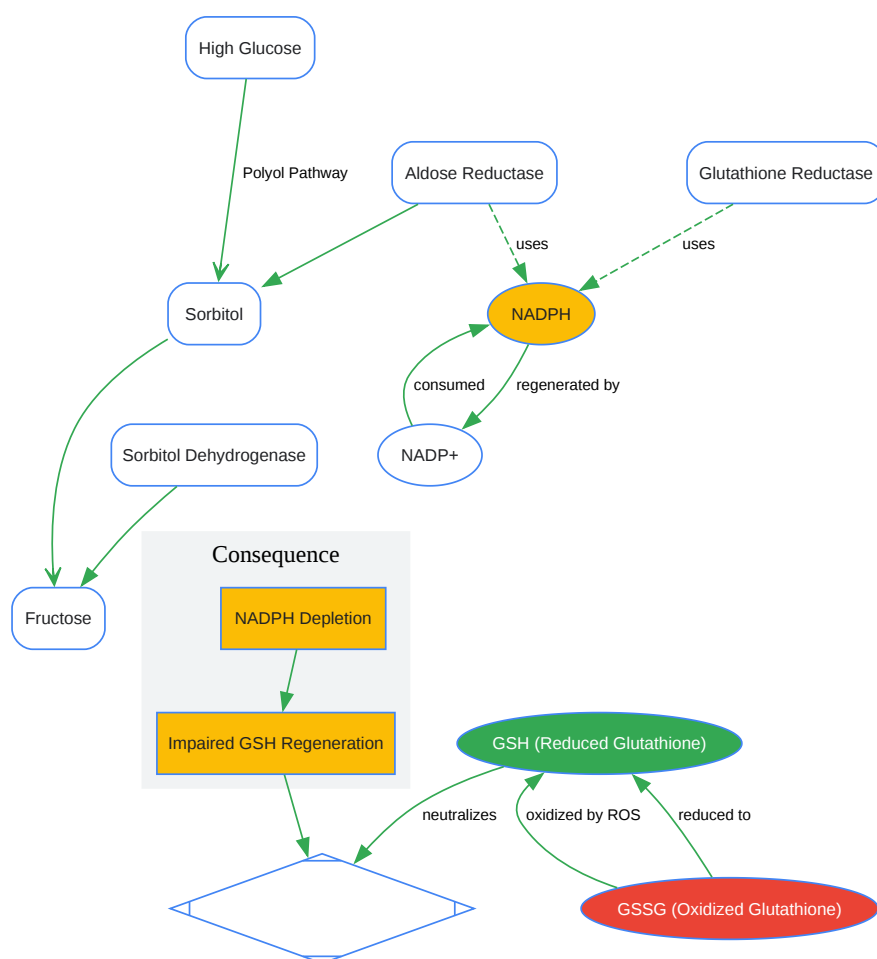 High Glucose
Polyol Pathway
Aldose Reductase
Glutathione Reductase
uses
uses
Sorbitol
NADPH
consumed
regenerated by
Sorbitol Dehydrogenase
NADP+
Consequence
Fructose
NADPH Depletion
Impaired GSH Regeneration
GSH (Reduced Glutathione)
neutralizes
oxidized by ROS
reduced to
GSSG (Oxidized Glutathione)